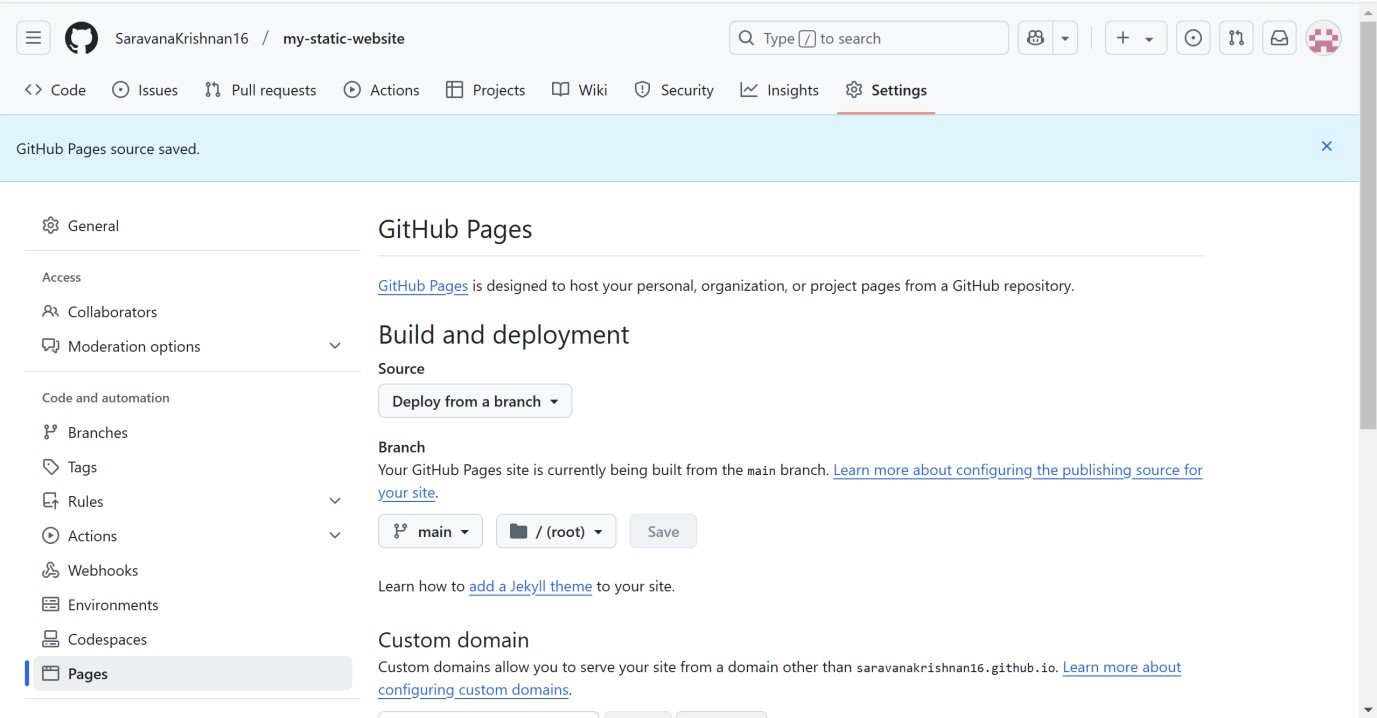 SaravanaKrishnan16 / my-static-website
Type / to search
Code Issues Pull requests Actions Projects Wiki Security Insights Settings
GitHub Pages source saved.
General
Access
Collaborators
Moderation options
Code and automation
Branches
Tags
Rules
Actions
Webhooks
Environments
Codespaces
Pages
GitHub Pages
GitHub Pages is designed to host your personal, organization, or project pages from a GitHub repository.
Build and deployment
Source
Deploy from a branch
Branch
Your GitHub Pages site is currently being built from the main branch. Learn more about configuring the publishing source for
your site.
main / (root) Save
Learn how to add a Jekyll theme to your site.
Custom domain
Custom domains allow you to serve your site from a domain other than saravanakrishnan16.github.io. Learn more about
configuring custom domains.